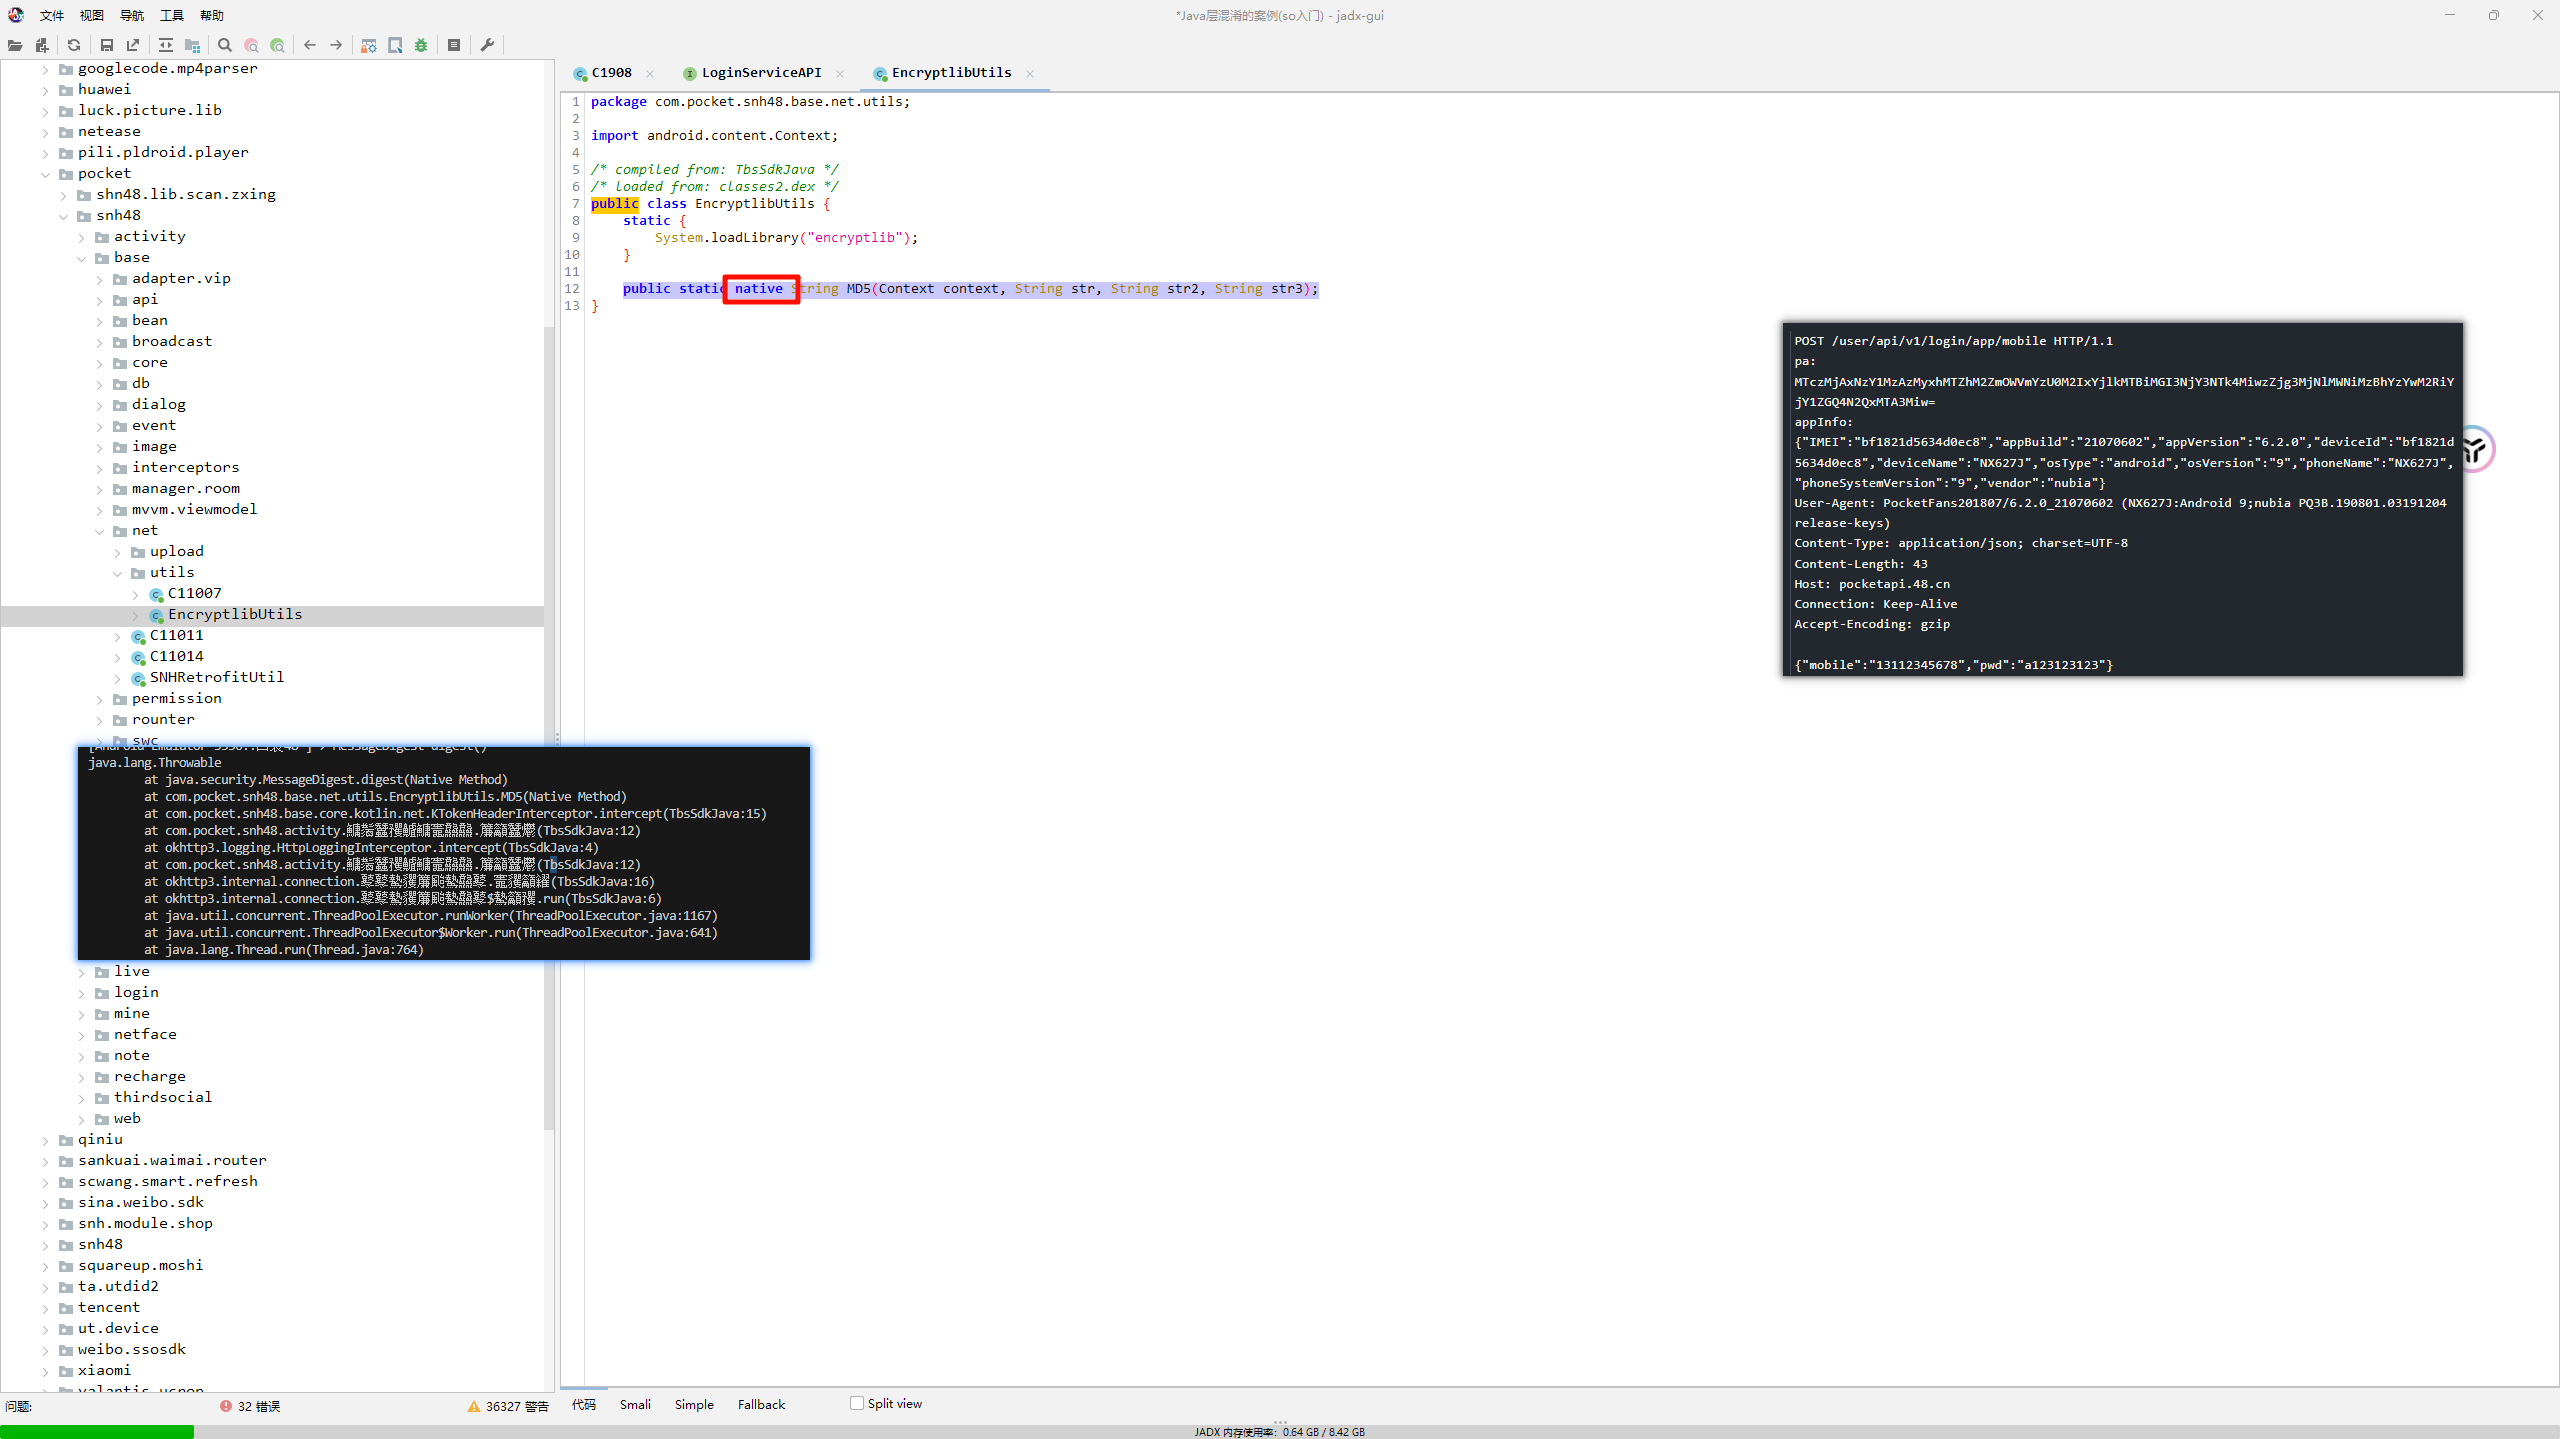 文件 视图 导航 工具 帮助
*Java层混淆的案例(so入门) - jadx-gui
googlecode.mp4parser
huawei
luck.picture.lib
netease
pili.pldroid.player
pocket
shn48.lib.scan.zxing
snh48
activity
base
adapter.vip
api
bean
broadcast
core
db
dialog
event
image
interceptors
manager.room
mvvm.viewmodel
net
upload
utils
C11007
EncryptlibUtils
C11011
C11014
SNHRetrofitUtil
permission
rounter
swc
live
login
mine
netface
note
recharge
thirdsocial
web
qiniu
sankuai.waimai.router
scwang.smart.refresh
sina.weibo.sdk
snh.module.shop
snh48
squareup.moshi
ta.utdid2
tencent
ut.device
weibo.ssosdk
xiaomi
yalantis.ucrop
C1908 LoginServiceAPI EncryptlibUtils
1 package com.pocket.snh48.base.net.utils;
2
3 import android.content.Context;
4
5 /* compiled from: TbsSdkJava */
6 /* loaded from: classes2.dex */
7 public class EncryptlibUtils {
8 static {
9 System.loadLibrary("encryptlib");
10 }
11
12 public static native String MD5(Context context, String str, String str2, String str3);
13 }
POST /user/api/v1/login/app/mobile HTTP/1.1
pa:
MTczMjAxNzY1MzAzMyxhMTZhM2ZmOWVmYzU0M2IxYjlkMTBiMGI3NjY3NTk4MiwzZjg3MjNlMWNiMzBhYzYwM2RiY
jY1ZGQ4N2QxMTA3Miw=
appInfo:
{"IMEI":"bf1821d5634d0ec8","appBuild":"21070602","appVersion":"6.2.0","deviceId":"bf1821d
5634d0ec8","deviceName":"NX627J","osType":"android","osVersion":"9","phoneName":"NX627J",
"phoneSystemVersion":"9","vendor":"nubia"}
User-Agent: PocketFans201807/6.2.0_21070602 (NX627J:Android 9;nubia PQ3B.190801.03191204
release-keys)
Content-Type: application/json; charset=UTF-8
Content-Length: 43
Host: pocketapi.48.cn
Connection: Keep-Alive
Accept-Encoding: gzip
{"mobile":"13112345678","pwd":"a123123123"}
java.lang.Throwable
at java.security.MessageDigest.digest(Native Method)
at com.pocket.snh48.base.net.utils.EncryptlibUtils.MD5(Native Method)
at com.pocket.snh48.base.core.kotlin.net.KTokenHeaderInterceptor.intercept(TbsSdkJava:15)
at com.pocket.snh48.activity. (TbsSdkJava:12)
at okhttp3.logging.HttpLoggingInterceptor.intercept(TbsSdkJava:4)
at com.pocket.snh48.activity. (TbsSdkJava:12)
at okhttp3.internal.connection. (TbsSdkJava:16)
at okhttp3.internal.connection. .run(TbsSdkJava:6)
at java.util.concurrent.ThreadPoolExecutor.runWorker(ThreadPoolExecutor.java:1167)
at java.util.concurrent.ThreadPoolExecutor$Worker.run(ThreadPoolExecutor.java:641)
at java.lang.Thread.run(Thread.java:764)
问题: 32 错误 36327 警告
代码 Smali Simple Fallback Split view
JADX 内存使用率: 0.64 GB / 8.42 GB